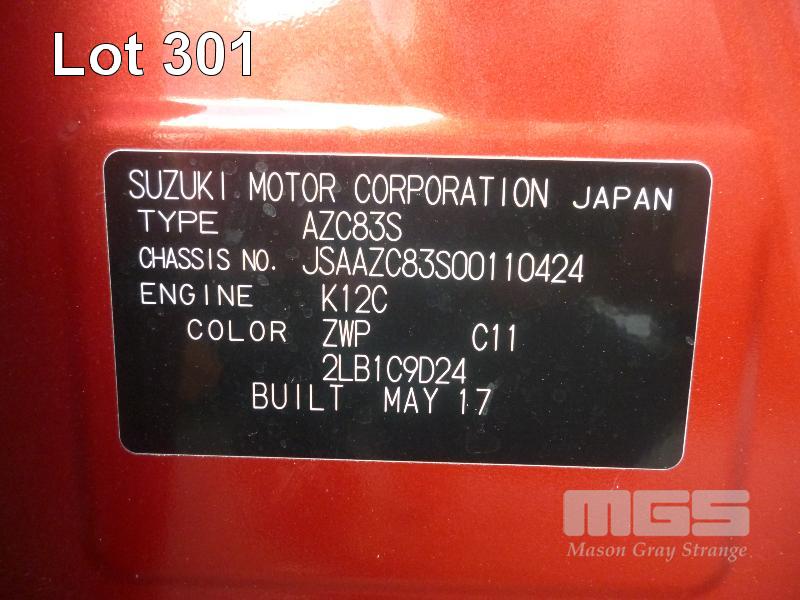 Lot 301
SUZUKI MOTOR CORPORATION JAPAN
TYPE AZC83S
CHASSIS NO. JSAAZC83S00110424
ENGINE K12C
COLOR ZWP C11
2LB1C9D24
BUILT MAY 17
MGS
Mason Gray Strange